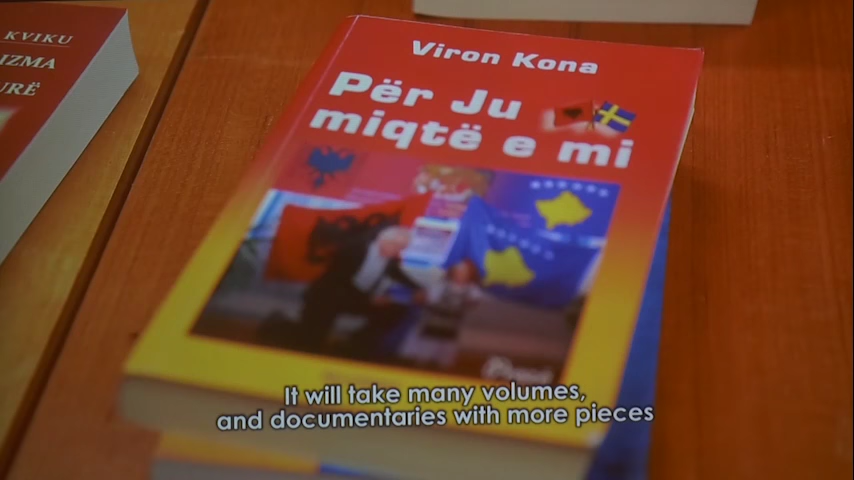 KVIKU
IZMA
URË
Viron Kona
Për Ju
miqtë e mi
It will take many volumes,
and documentaries with more pieces